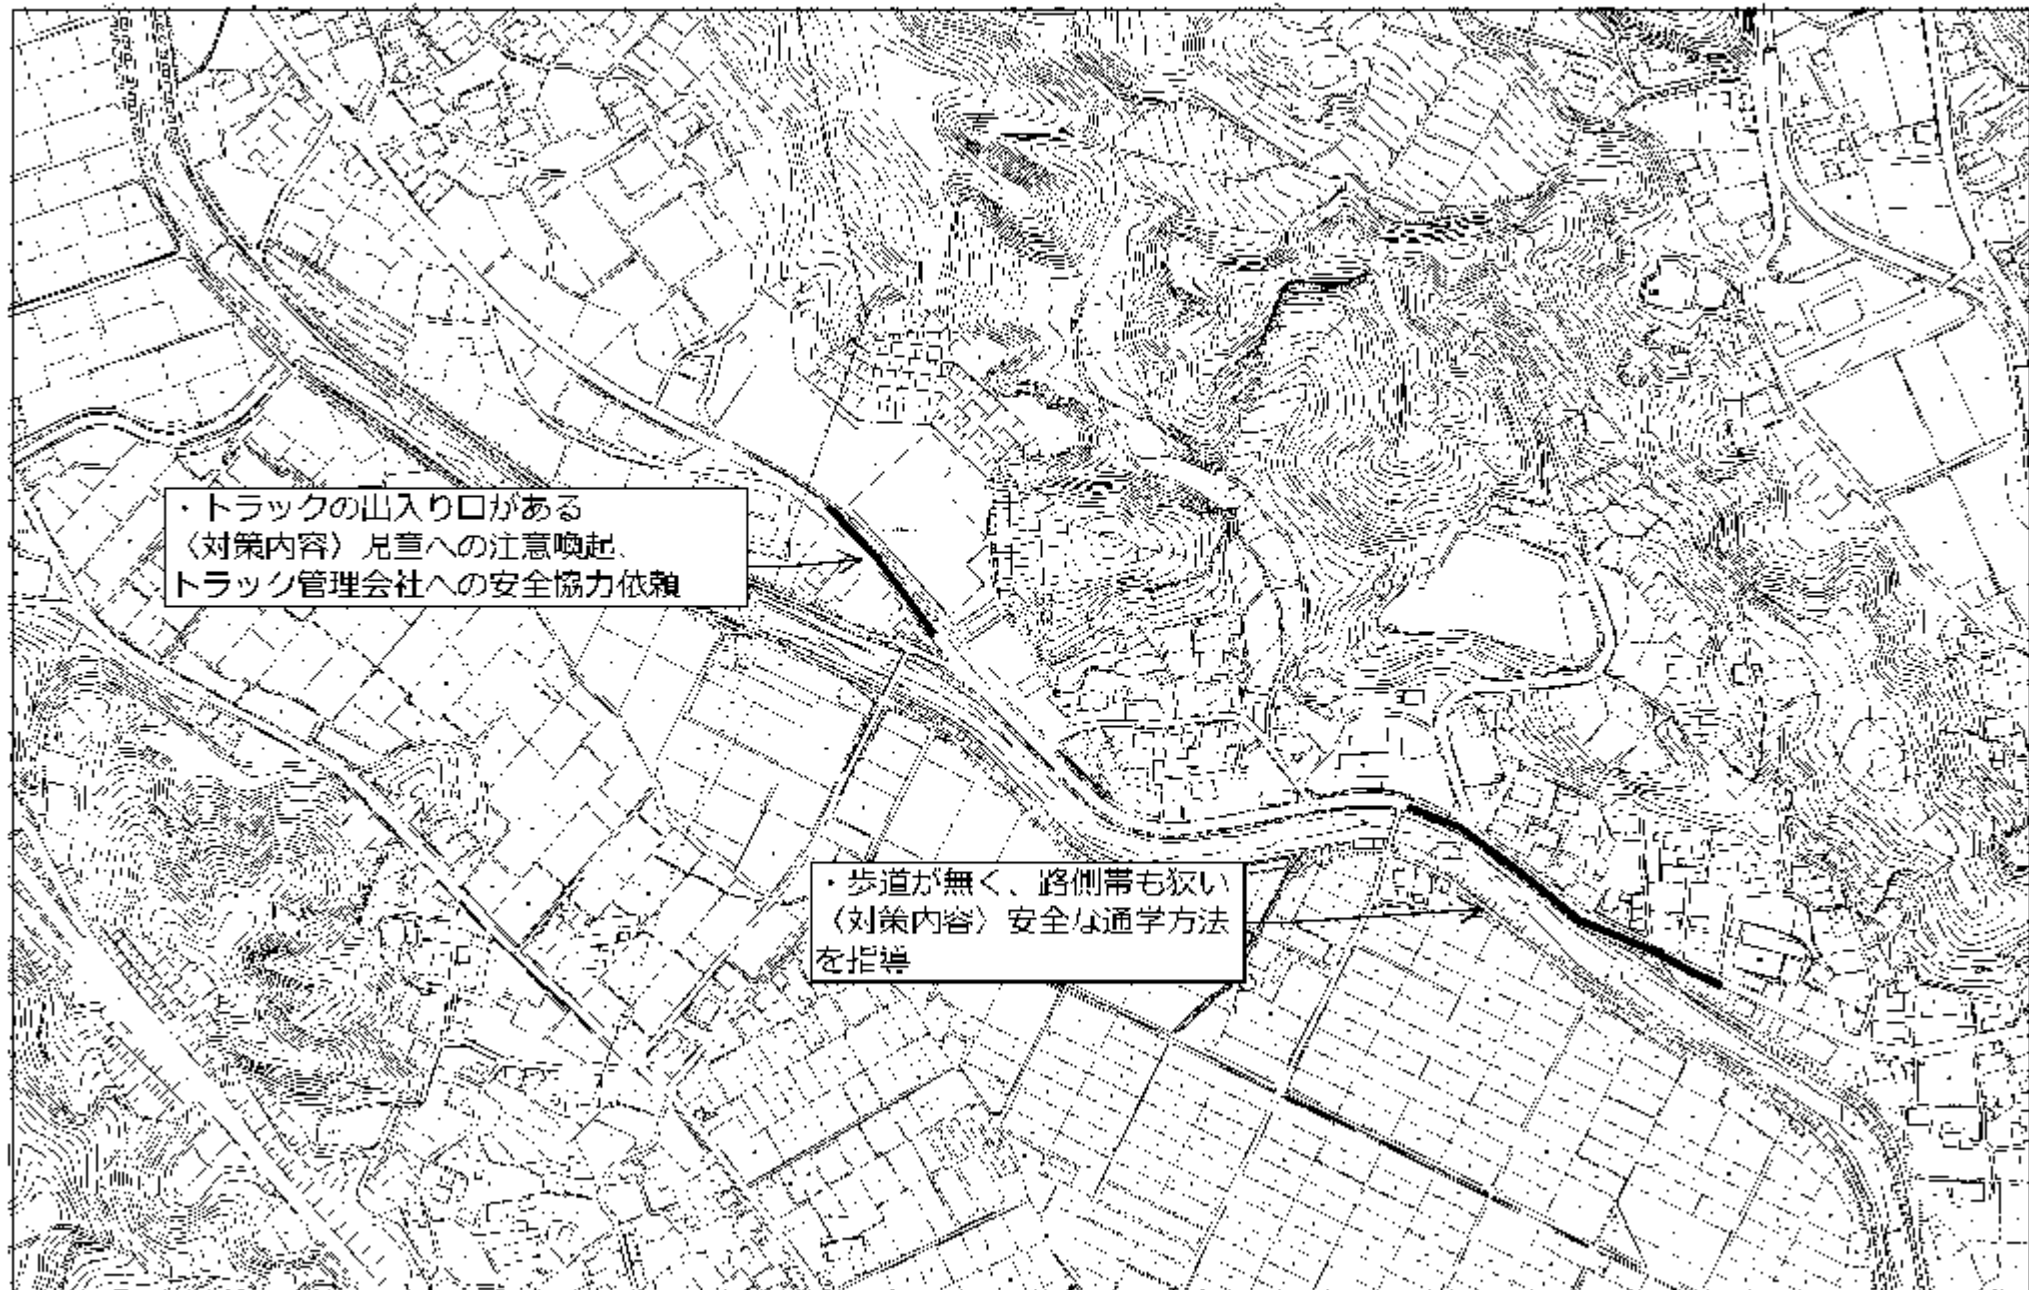 ・トラックの出入り口がある
〈対策内容〉児童への注意喚起、
トラック管理会社への安全協力依頼
・歩道が無く、路側帯も狭い
〈対策内容〉安全な通学方法
を指導